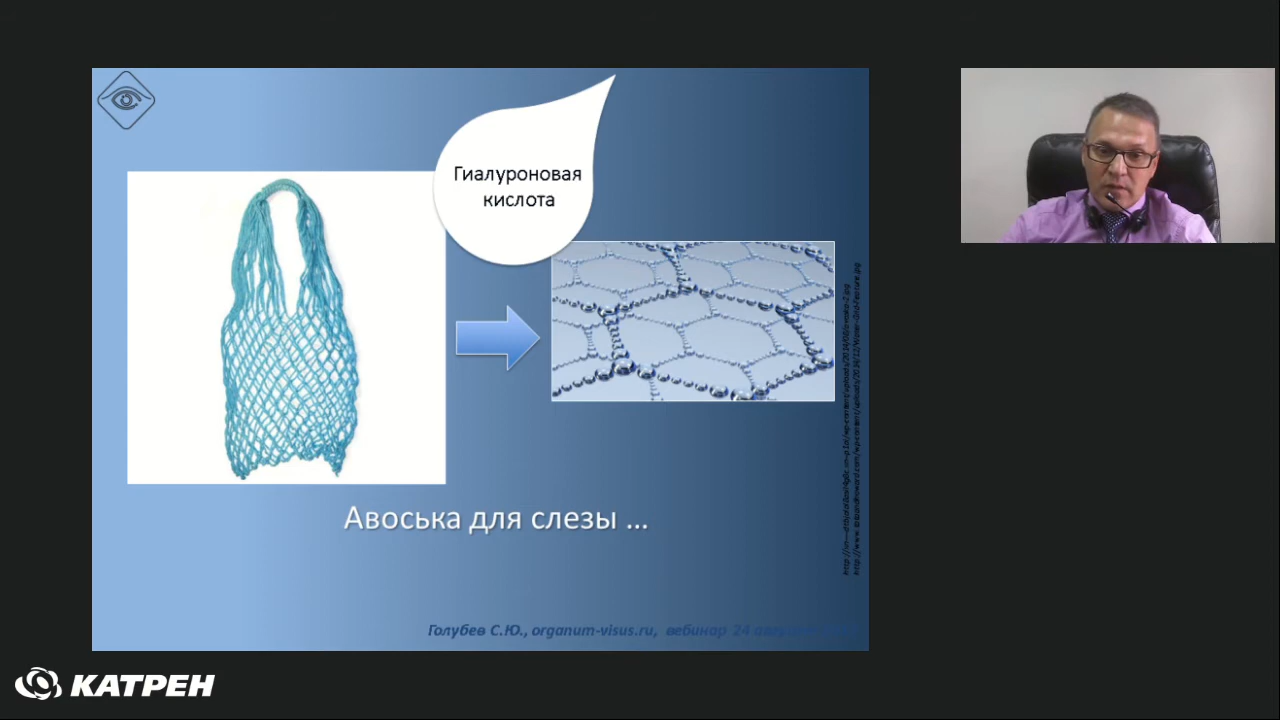 Гиалуроновая
кислота
Авоська для слезы ...
Голубев С.Ю., organum-visus.ru, вебинар 24
КАТРЕН